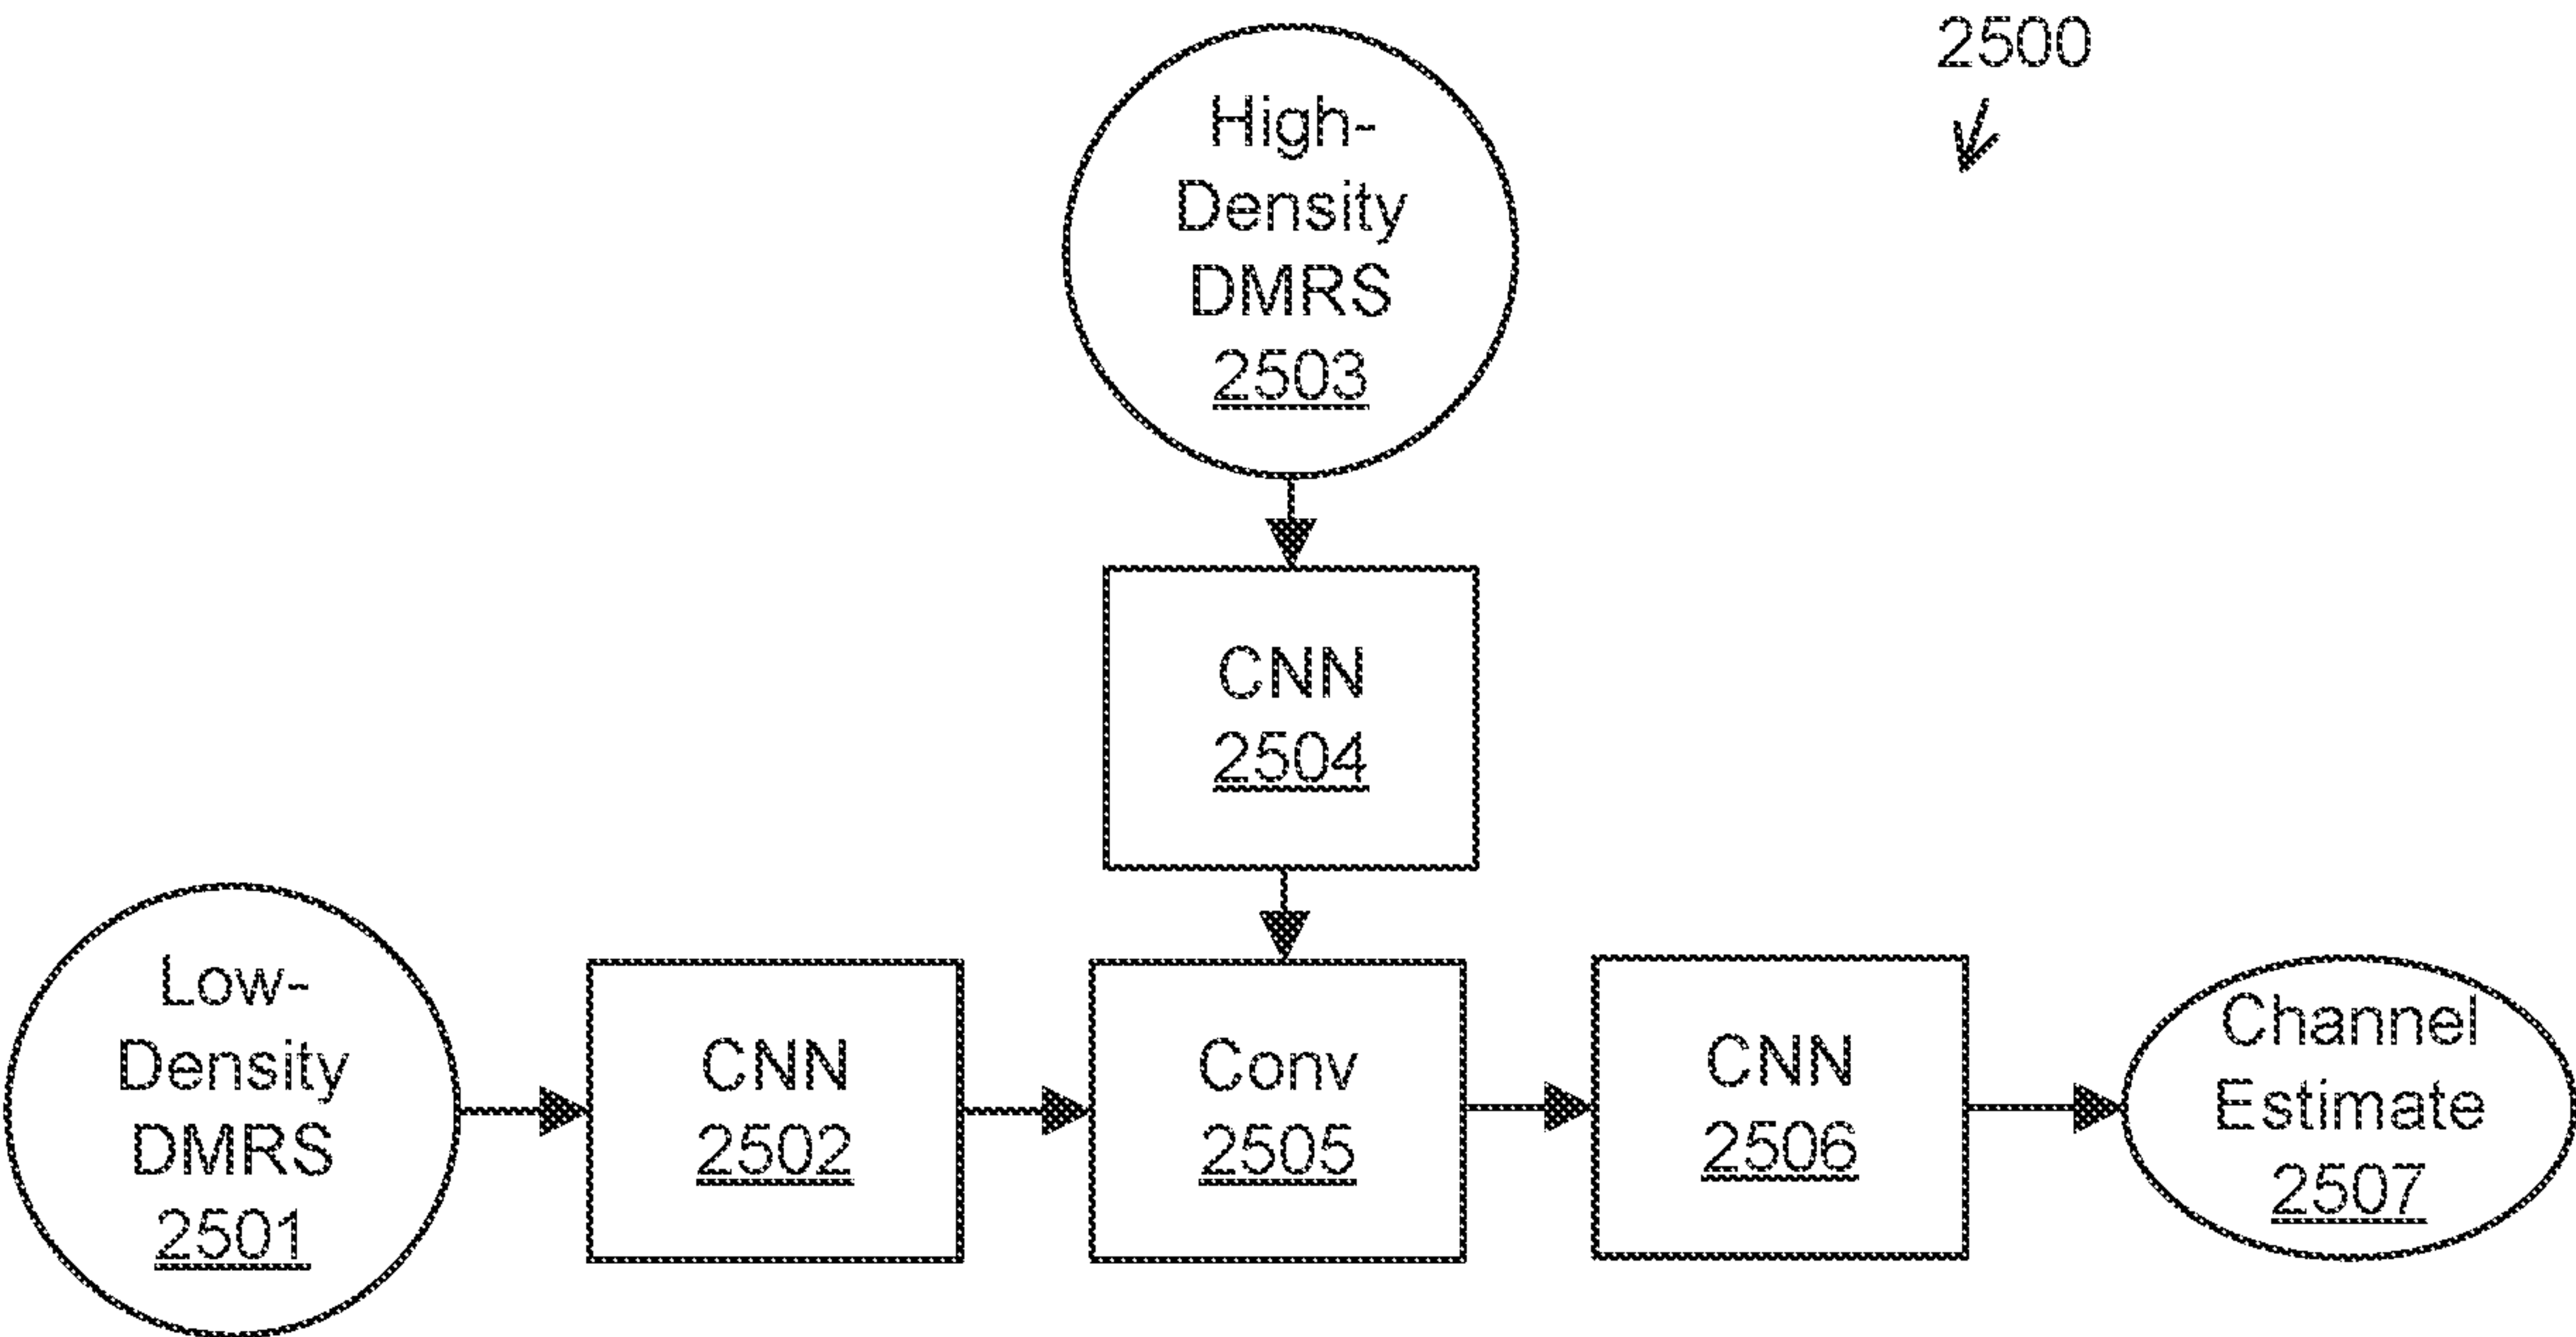 2500
High-
Density
DMRS
2503
CNN
2504
Low-
Density
DMRS
2501
CNN
2502
Conv
2505
CNN
2506
Channel
Estimate
2507